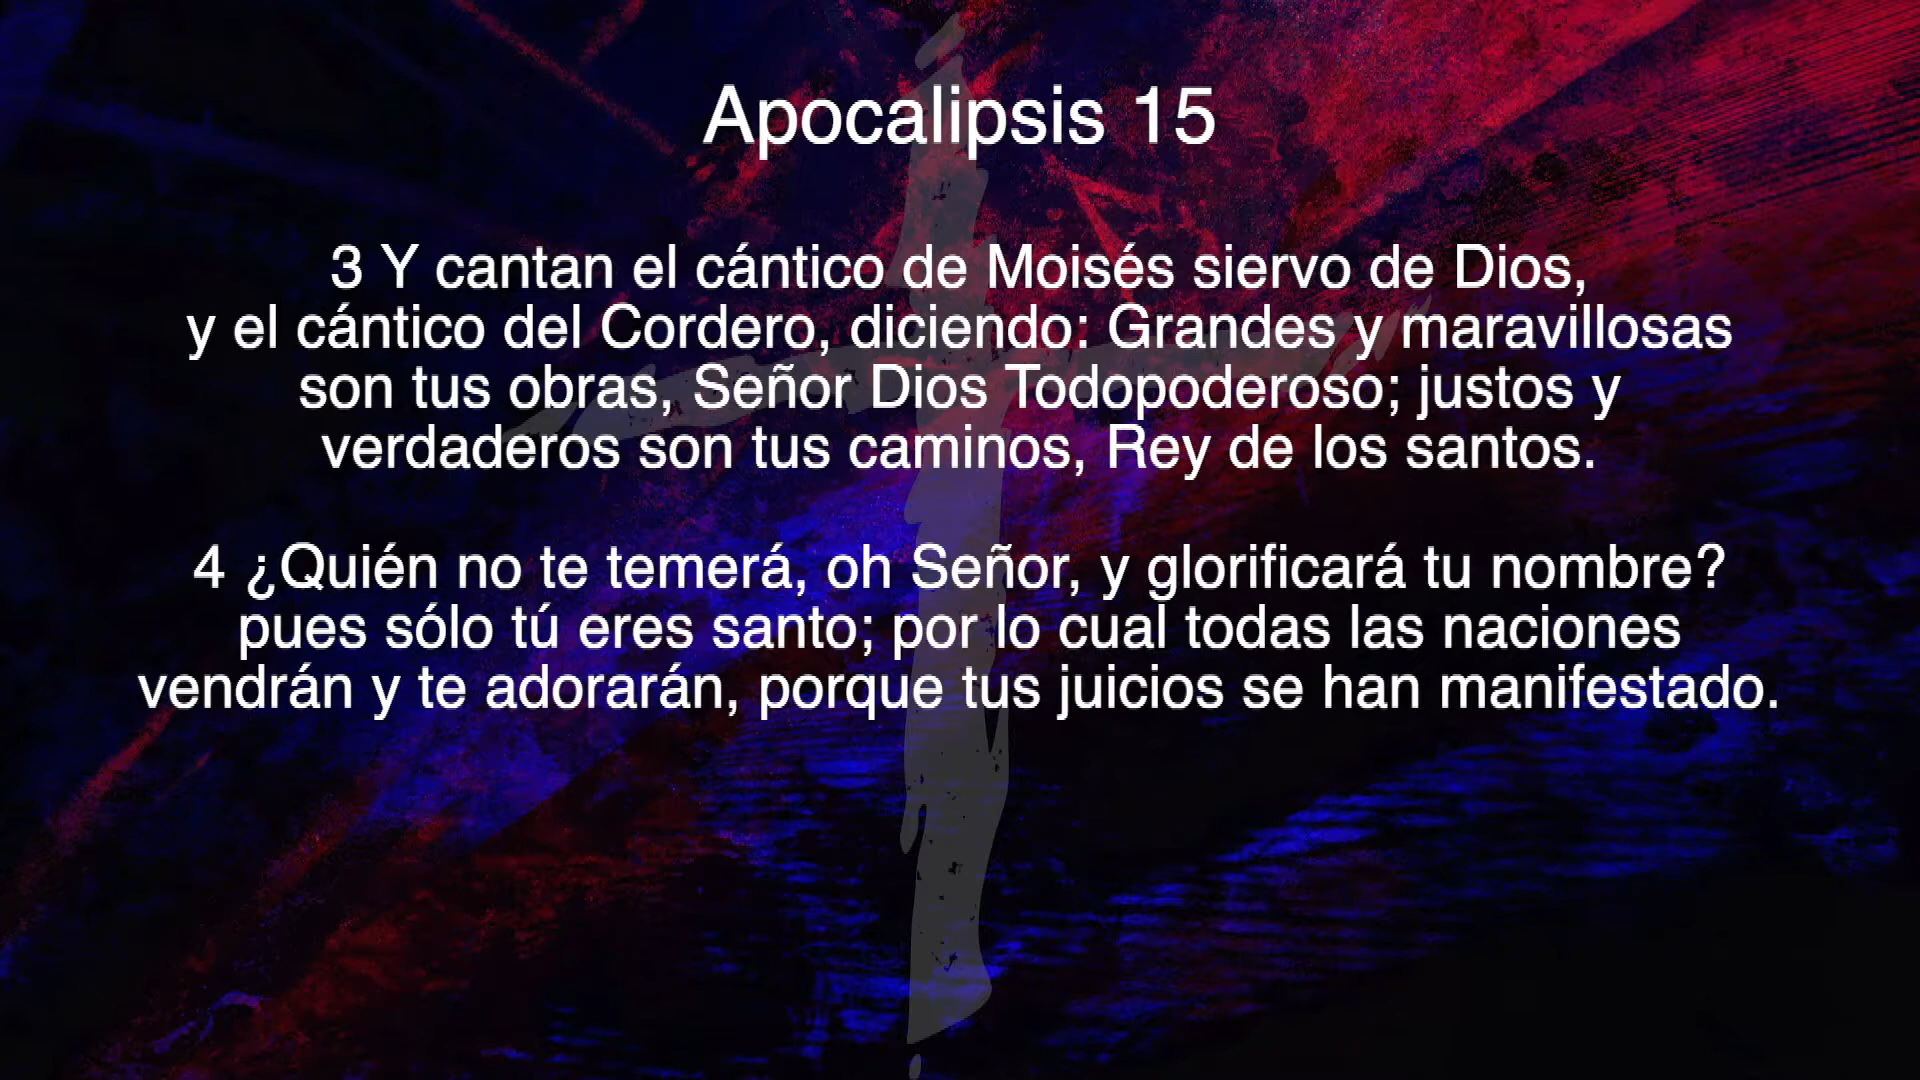 Apocalipsis 15
3 Y cantan el cántico de Moisés siervo de Dios,
y el cántico del Cordero, diciendo: Grandes y maravillosas
son tus obras, Señor Dios Todopoderoso; justos y
verdaderos son tus caminos, Rey de los santos.
4 ¿Quién no te temerá, oh Señor, y glorificará tu nombre?
pues sólo tú eres santo; por lo cual todas las naciones
vendrán y te adorarán, porque tus juicios se han manifestado.